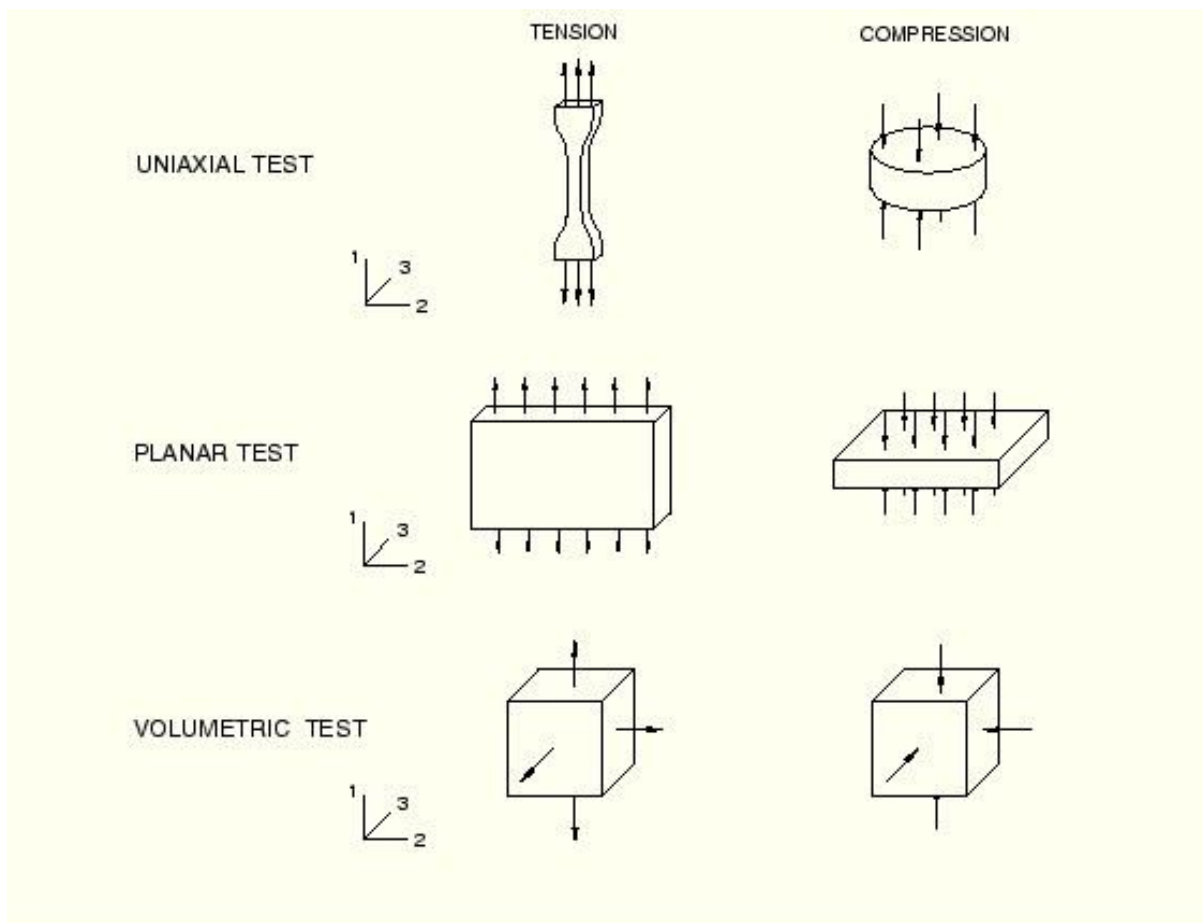 TENSION
COMPRESSION
UNIAXIAL TEST
1
3
2
PLANAR TEST
1
3
2
VOLUMETRIC TEST
1
3
2